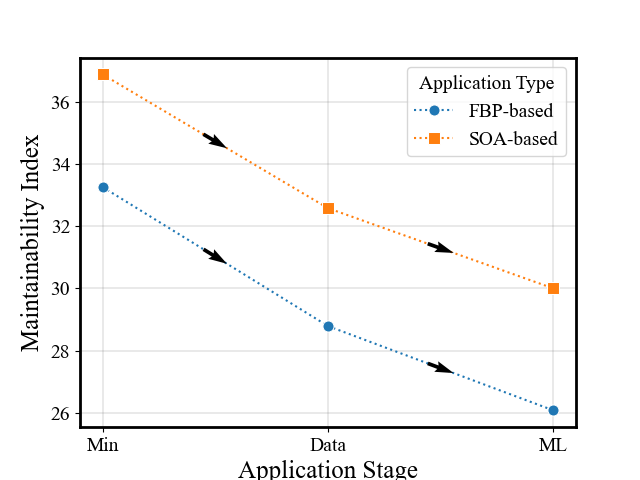 Application Type
FBP-based
SOA-based
Maintainability Index
36
34
32
30
28
26
Min
Data
ML
Application Stage